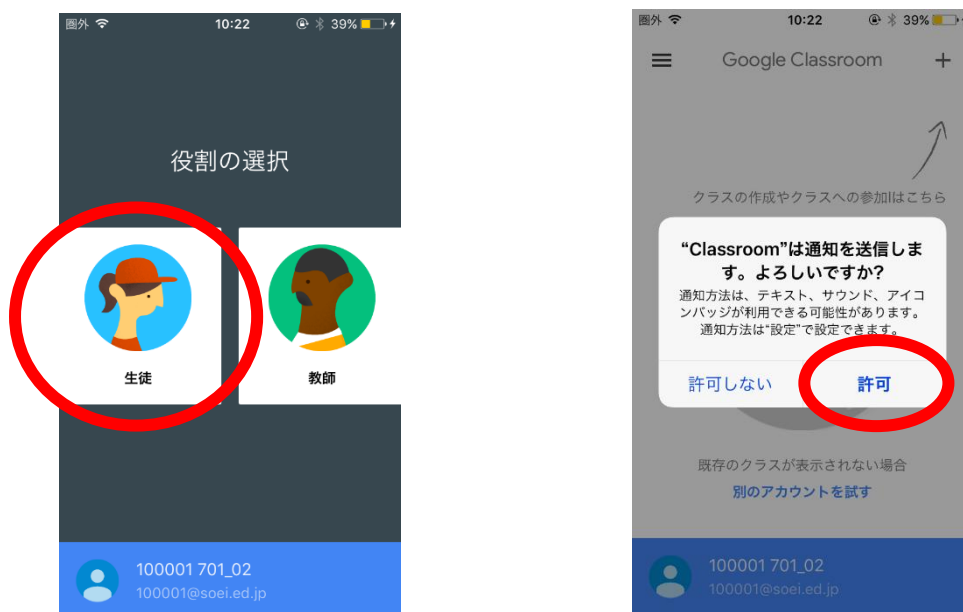 圏外 10:22 39%
役割の選択
生徒
教師
100001 701_02
100001@soei.ed.jp
圏外 10:22 39%
Google Classroom
クラスの作成やクラスへの参加はこちら
“Classroom”は通知を送信しま
す。よろしいですか?
通知方法は、テキスト、サウンド、アイコ
ンバッジが利用できる可能性があります。
通知方法は“設定”で設定できます。
許可しない
許可
既存のクラスが表示されない場合
別のアカウントを試す
100001 701_02
100001@soei.ed.jp